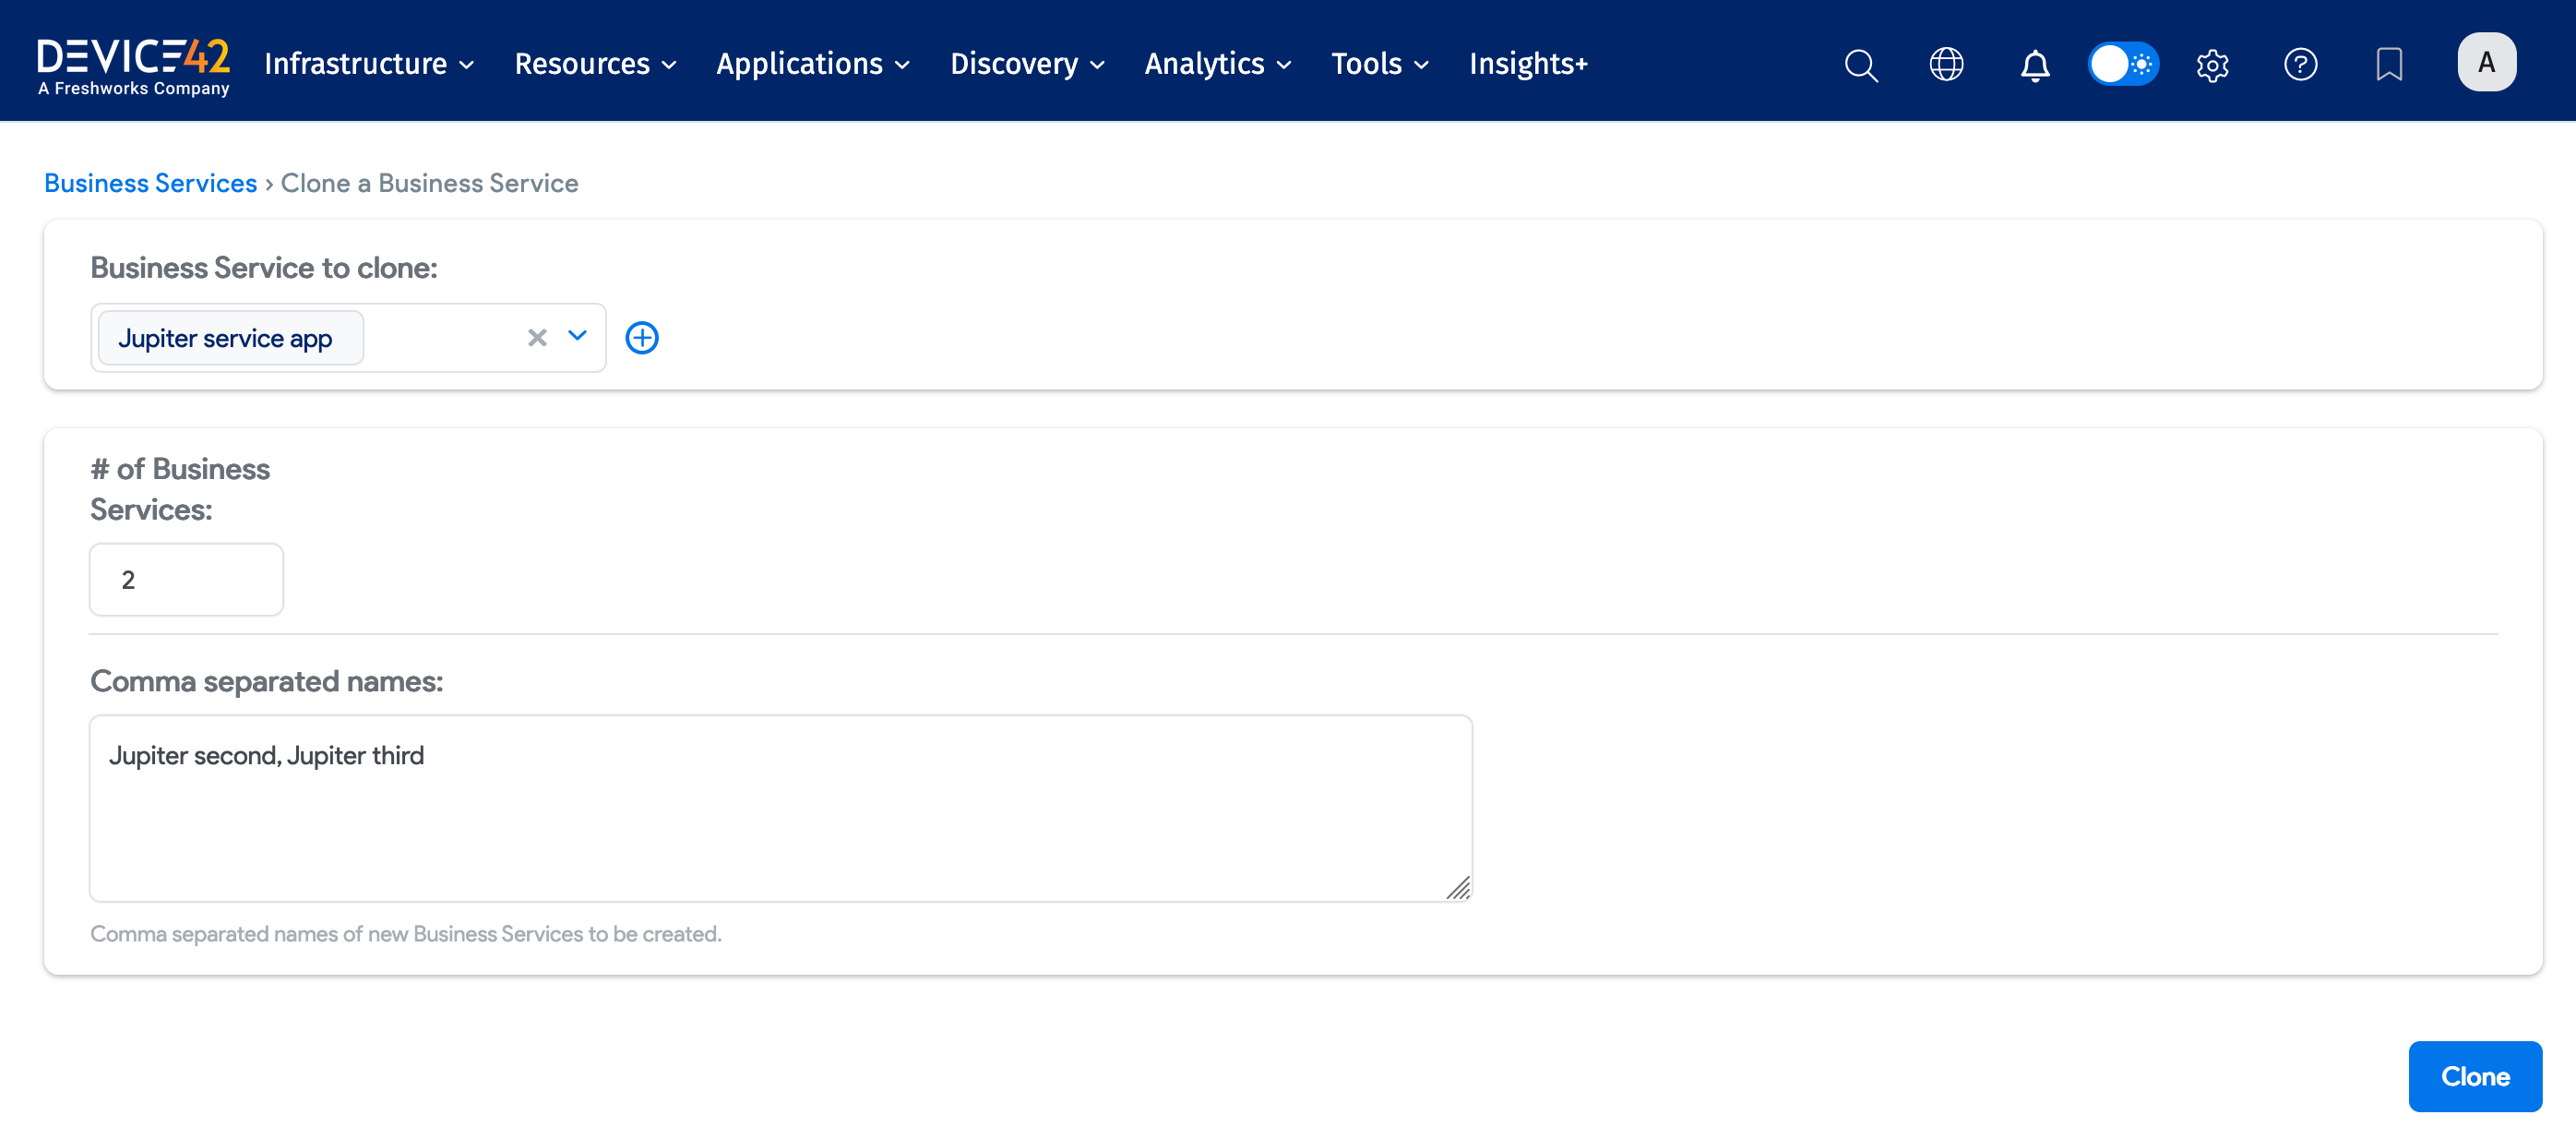 DEVICE42
A Freshworks Company
Infrastructure Resources Applications Discovery Analytics Tools Insights+
A
Business Services › Clone a Business Service
Business Service to clone:
Jupiter service app
# of Business
Services:
2
Comma separated names:
Jupiter second, Jupiter third
Comma separated names of new Business Services to be created.
Clone